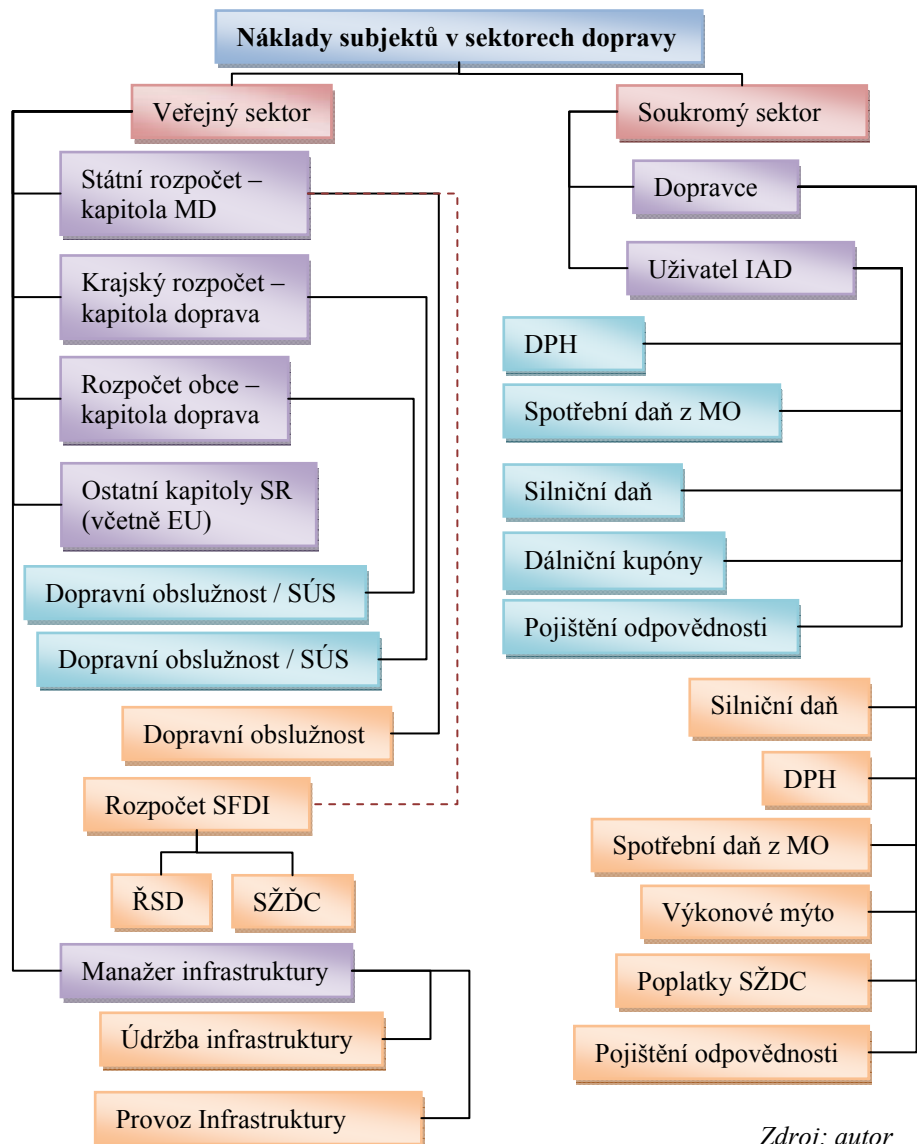 Náklady subjektů v sektorech dopravy
Veřejný sektor
Státní rozpočet –
kapitola MD
Krajský rozpočet –
kapitola doprava
Rozpočet obce –
kapitola doprava
Ostatní kapitoly SR
(včetně EU)
Dopravní obslužnost / SÚS
Dopravní obslužnost / SÚS
Dopravní obslužnost
Rozpočet SFDI
ŘSD
SŽĎC
Manažer infrastruktury
Údržba infrastruktury
Provoz Infrastruktury
Soukromý sektor
Dopravce
Uživatel IAD
DPH
Spotřební daň z MO
Silniční daň
Dálniční kupóny
Pojištění odpovědnosti
Silniční daň
DPH
Spotřební daň z MO
Výkonové mýto
Poplatky SŽDC
Pojištění odpovědnosti
Zdroj: autor